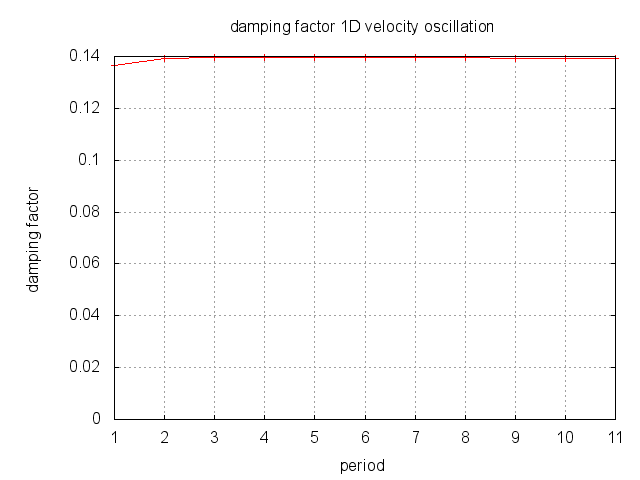 damping factor 1D velocity oscillation
0.14
0.12
0.1
0.08
0.06
0.04
0.02
0
damping factor
1 2 3 4 5 6 7 8 9 10 11
period